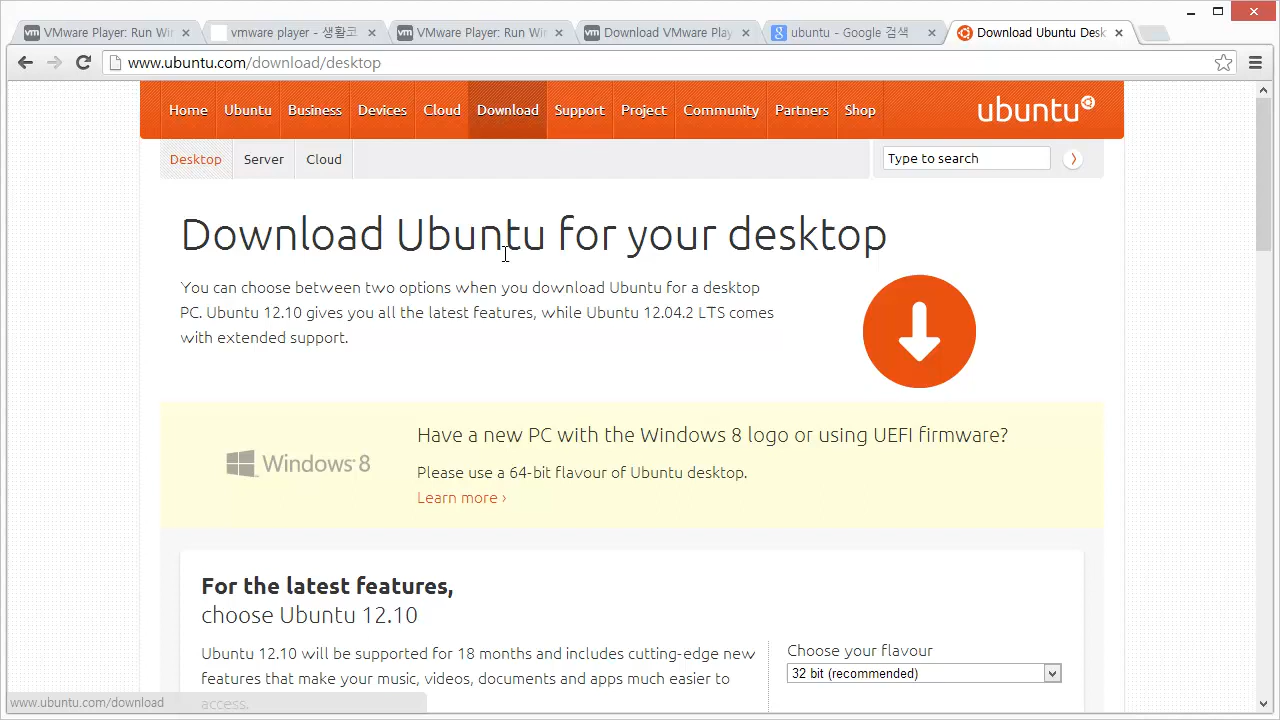 VMware Player: Run Wi
vmware player - 생활코
VMware Player: Run Wi
Download VMware Play
ubuntu - Google 검색
Download Ubuntu Desk
www.ubuntu.com/download/desktop
Home Ubuntu Business Devices Cloud Download Support Project Community Partners Shop
ubuntu
Desktop Server Cloud
Type to search
Download Ubuntu for your desktop
You can choose between two options when you download Ubuntu for a desktop
PC. Ubuntu 12.10 gives you all the latest features, while Ubuntu 12.04.2 LTS comes
with extended support.
Have a new PC with the Windows 8 logo or using UEFI firmware?
Windows 8
Please use a 64-bit flavour of Ubuntu desktop.
Learn more ›
For the latest features,
choose Ubuntu 12.10
Ubuntu 12.10 will be supported for 18 months and includes cutting-edge new
features that make your music, videos, documents and apps much easier to
access.
Choose your flavour
32 bit (recommended)
www.ubuntu.com/download